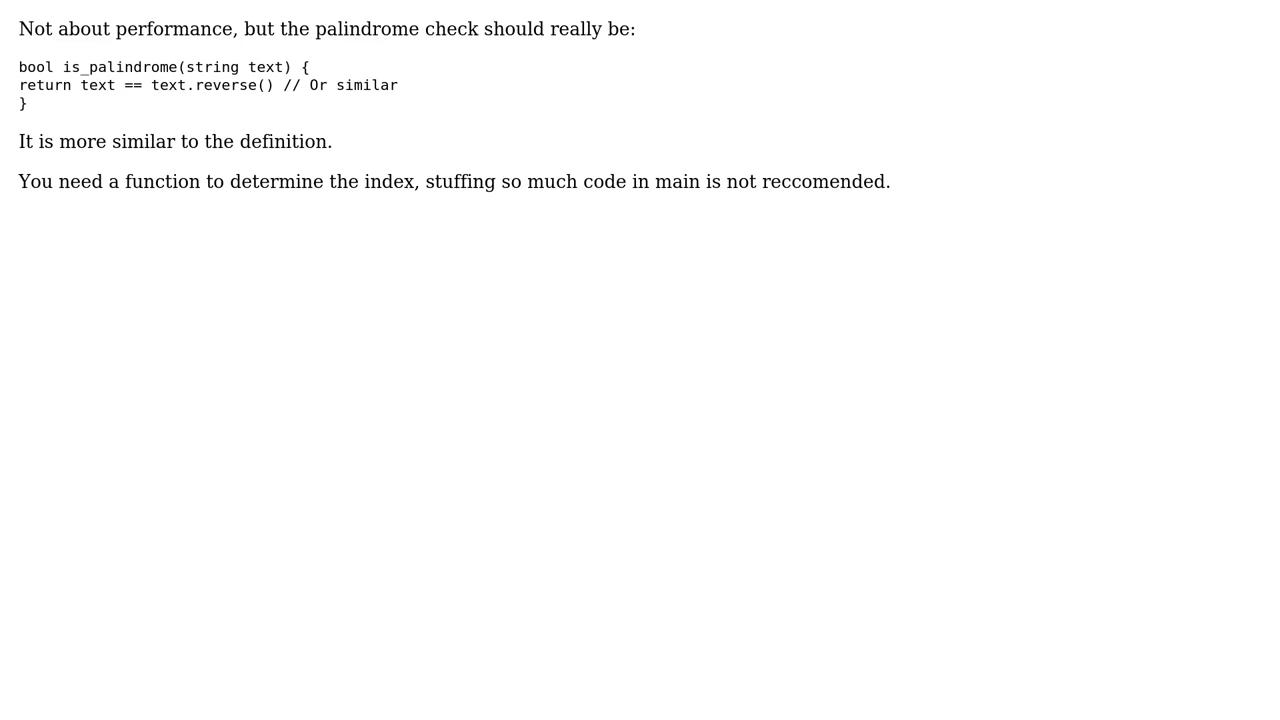 Not about performance, but the palindrome check should really be:
bool is_palindrome(string text) {
return text == text.reverse() // Or similar
}
It is more similar to the definition.
You need a function to determine the index, stuffing so much code in main is not reccomended.